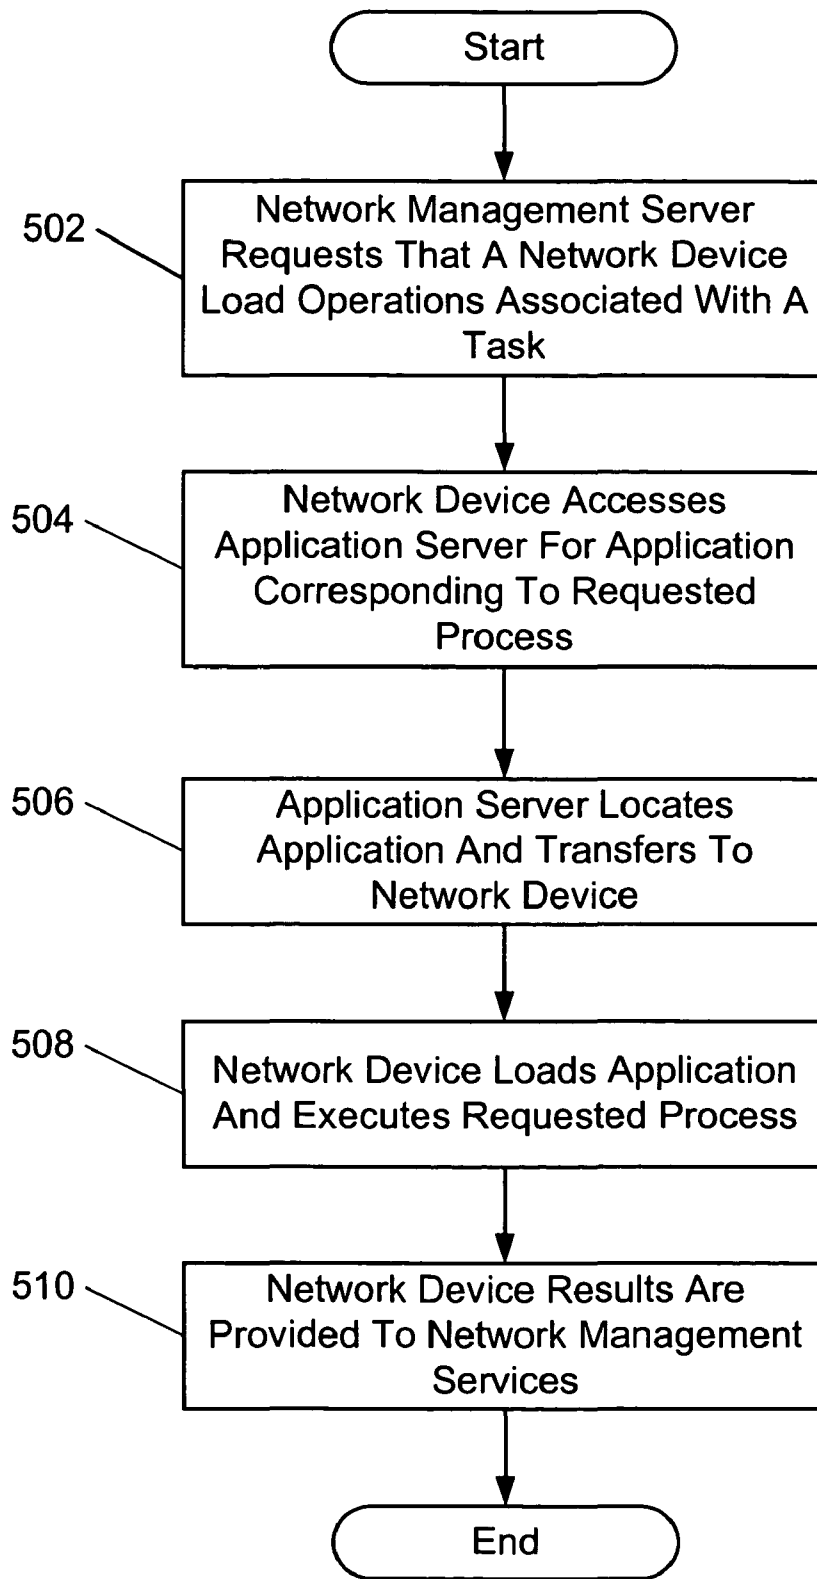 Start
502
Network Management Server
Requests That A Network Device
Load Operations Associated With A
Task
504
Network Device Accesses
Application Server For Application
Corresponding To Requested
Process
506
Application Server Locates
Application And Transfers To
Network Device
508
Network Device Loads Application
And Executes Requested Process
510
Network Device Results Are
Provided To Network Management
Services
End